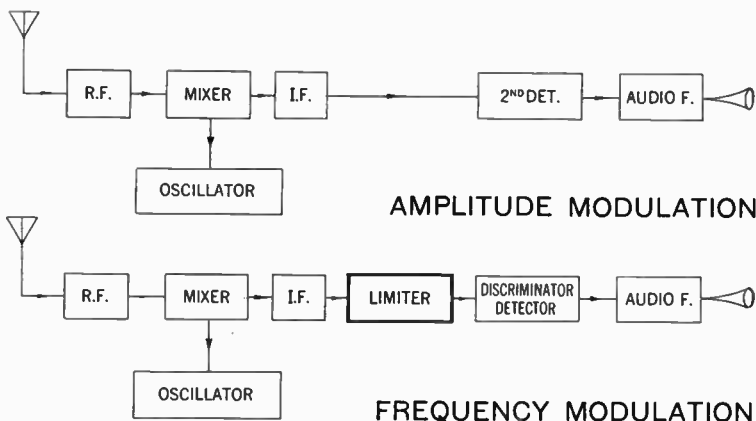 R.F.
MIXER
I.F.
2ND DET.
AUDIO F.
OSCILLATOR
AMPLITUDE MODULATION
R.F.
MIXER
I.F.
LIMITER
DISCRIMINATOR
DETECTOR
AUDIO F.
OSCILLATOR
FREQUENCY MODULATION